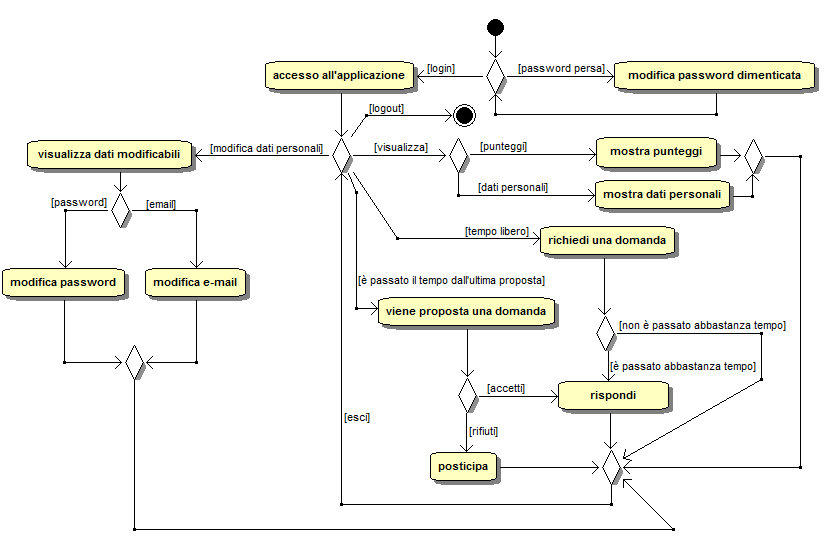 accesso all'applicazione
[login]
[password persa]
modifica password dimenticata
[logout]
visualizza dati modificabili
[modifica dati personali]
[visualizza]
[punteggi]
mostra punteggi
[dati personali]
mostra dati personali
[password]
[email]
[tempo libero]
richiedi una domanda
modifica password
modifica e-mail
[è passato il tempo dall'ultima proposta]
viene proposta una domanda
[non è passato abbastanza tempo]
[è passato abbastanza tempo]
[accetti]
rispondi
[esci]
[rifiuti]
posticipa